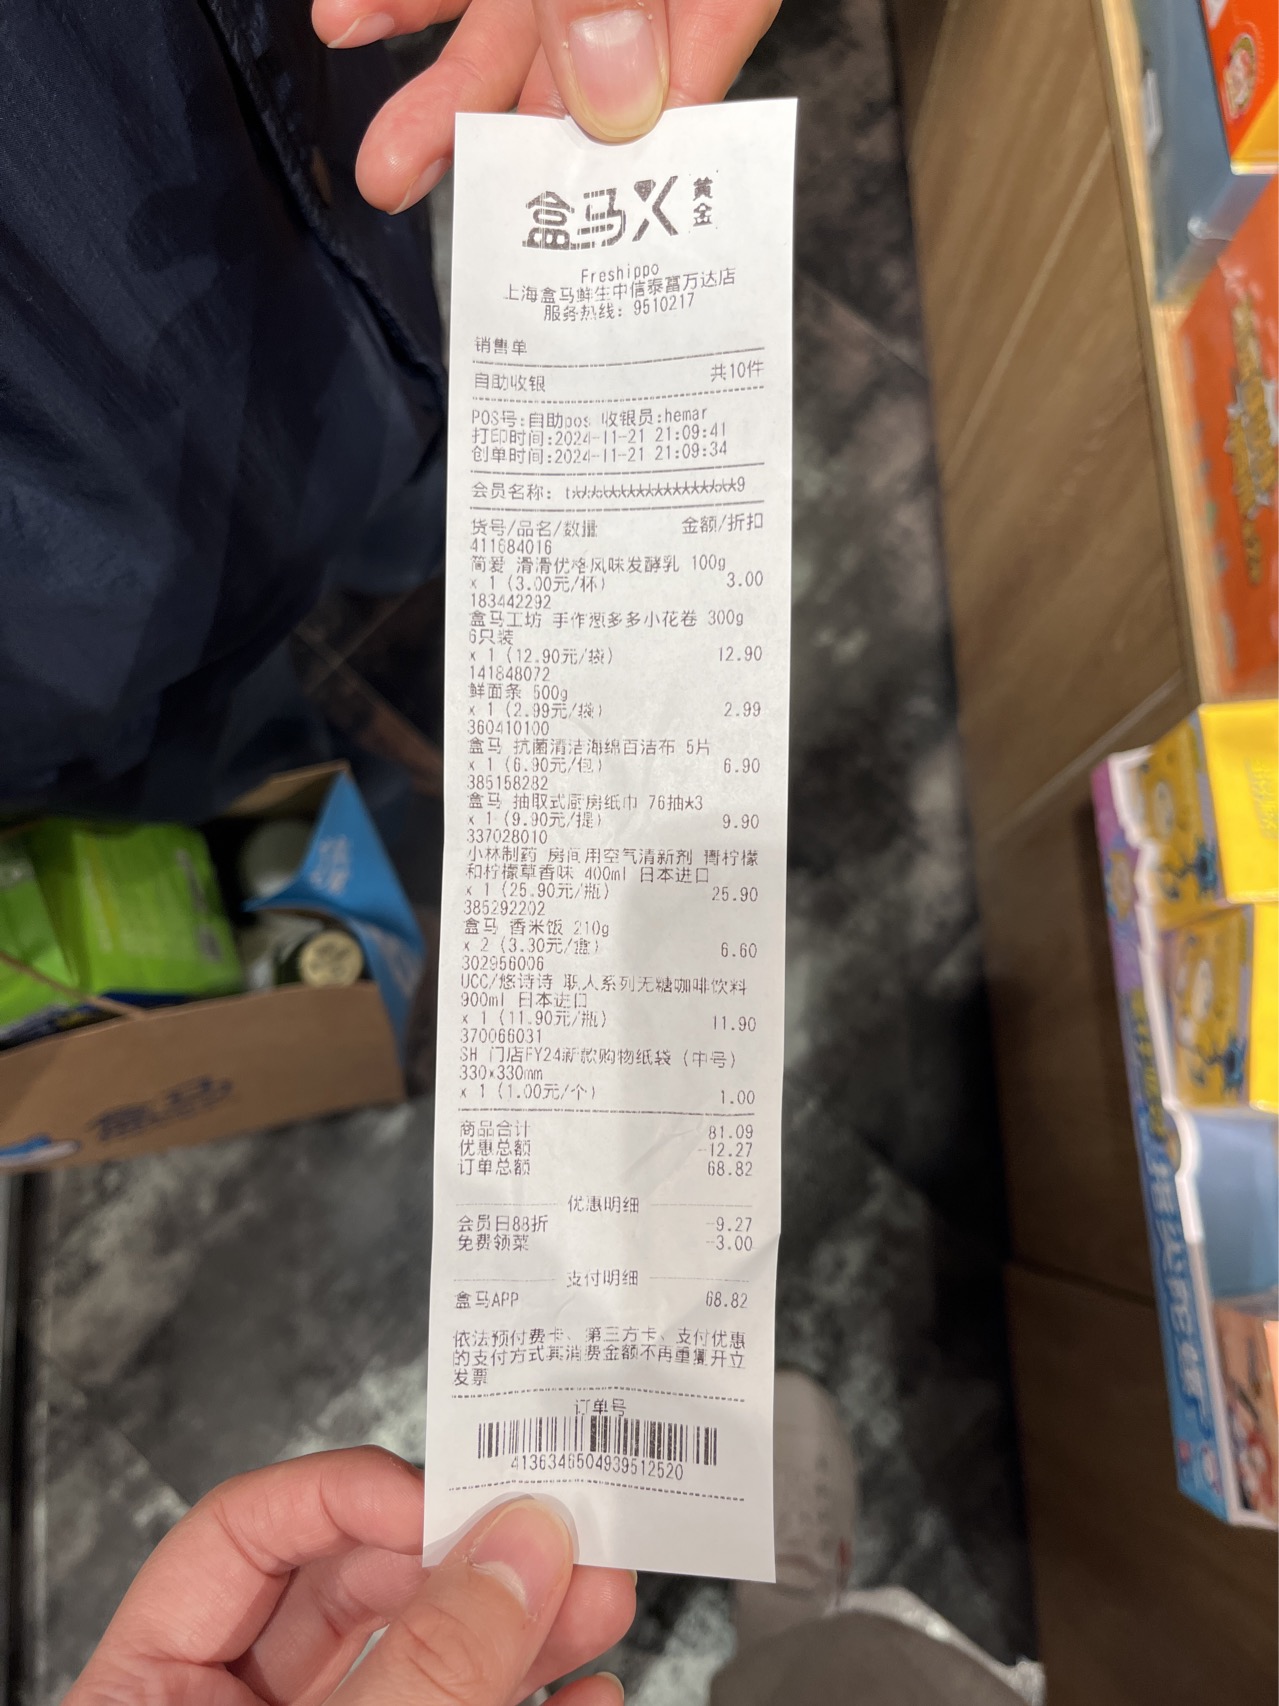 盒马X 黄金
Freshippo
上海盒马鲜生中信泰富万达店
服务热线：9510217
销售单
自助收银 共10件
POS号:自助pos 收银员:hemar
打印时间:2024-11-21 21:09:41
创单时间:2024-11-21 21:09:34
会员名称： t******************9
货号/品名/数量 金额/折扣
411684016
简爱 滑滑优格风味发酵乳 100g
x 1 (3.00元/杯) 3.00
183442292
盒马工坊 手作葱多多小花卷 300g
6只装
x 1 (12.90元/袋) 12.90
141848072
鲜面条 500g
x 1 (2.99元/袋) 2.99
360410100
盒马 抗菌清洁海绵百洁布 5片
x 1 (6.90元/包) 6.90
385158282
盒马 抽取式厨房纸巾 76抽*3
x 1 (9.90元/提) 9.90
337028010
小林制药 房间用空气清新剂 青柠檬
和柠檬草香味 400ml 日本进口
x 1 (25.90元/瓶) 25.90
385292202
盒马 香米饭 210g
x 2 (3.30元/盒) 6.60
302956006
UCC/悠诗诗 职人系列无糖咖啡饮料
900ml 日本进口
x 1 (11.90元/瓶) 11.90
370066031
SH 门店FY24新款购物纸袋 (中号)
330*330mm
x 1 (1.00元/个) 1.00
商品合计 81.09
优惠总额 -12.27
订单总额 68.82
优惠明细
会员日88折 -9.27
免费领菜 -3.00
支付明细
盒马APP 68.82
依法预付费卡、第三方卡、支付优惠
的支付方式其消费金额不再重复开立
发票
订单号
4136346504939512520
盒马